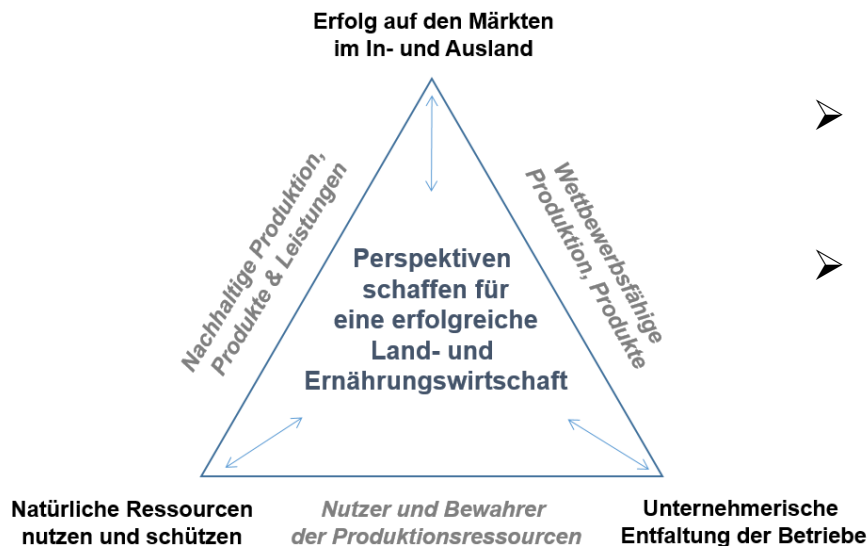 Erfolg auf den Märkten
im In- und Ausland
Nachhaltige Produktion,
Produkte & Leistungen
Wettbewerbsfähige
Produktion, Produkte
Perspektiven
schaffen für
eine erfolgreiche
Land- und
Ernährungswirtschaft
Natürliche Ressourcen
nutzen und schützen
Nutzer und Bewahrer
der Produktionsressourcen
Unternehmerische
Entfaltung der Betriebe